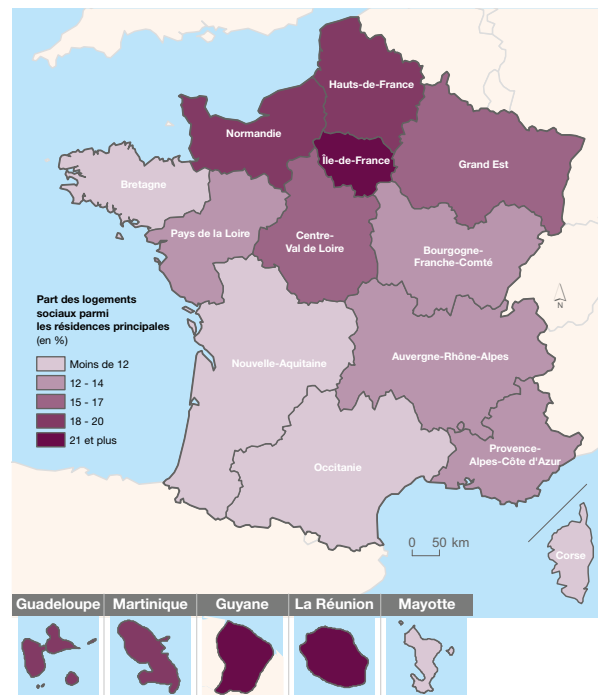 Hauts-de-France
Normandie
Île-de-France
Grand Est
Bretagne
Pays de la Loire
Centre-
Val de Loire
Bourgogne-
Franche-Comté
Part des logements
sociaux parmi
les résidences principales
(en %)
Moins de 12
12 - 14
15 - 17
18 - 20
21 et plus
N
Nouvelle-Aquitaine
Auvergne-Rhône-Alpes
Occitanie
Provence-
Alpes-Côte d'Azur
Corse
0 50 km
Guadeloupe
Martinique
Guyane
La Réunion
Mayotte